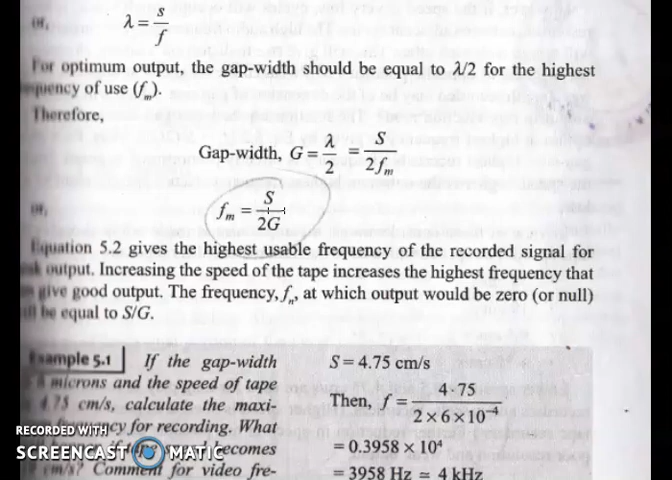 or,
λ = s/f
For optimum output, the gap-width should be equal to λ/2 for the highest
frequency of use (fₘ).
Therefore,
Gap-width, G = λ/2 = S/2fₘ
or,
fₘ = S/2G
Equation 5.2 gives the highest usable frequency of the recorded signal for
output. Increasing the speed of the tape increases the highest frequency that
give good output. The frequency, fₙ, at which output would be zero (or null)
will be equal to S/G.
Example 5.1
If the gap-width
microns and the speed of tape
4.75 cm/s, calculate the maxi-
for recording. What
becomes
cm/s? Comment for video fre-
S = 4.75 cm/s
Then, f = 4·75/2 × 6 × 10⁻⁴
= 0.3958 × 10⁴
= 3958 Hz ≃ 4 kHz
RECORDED WITH
SCREENCAST MATIC